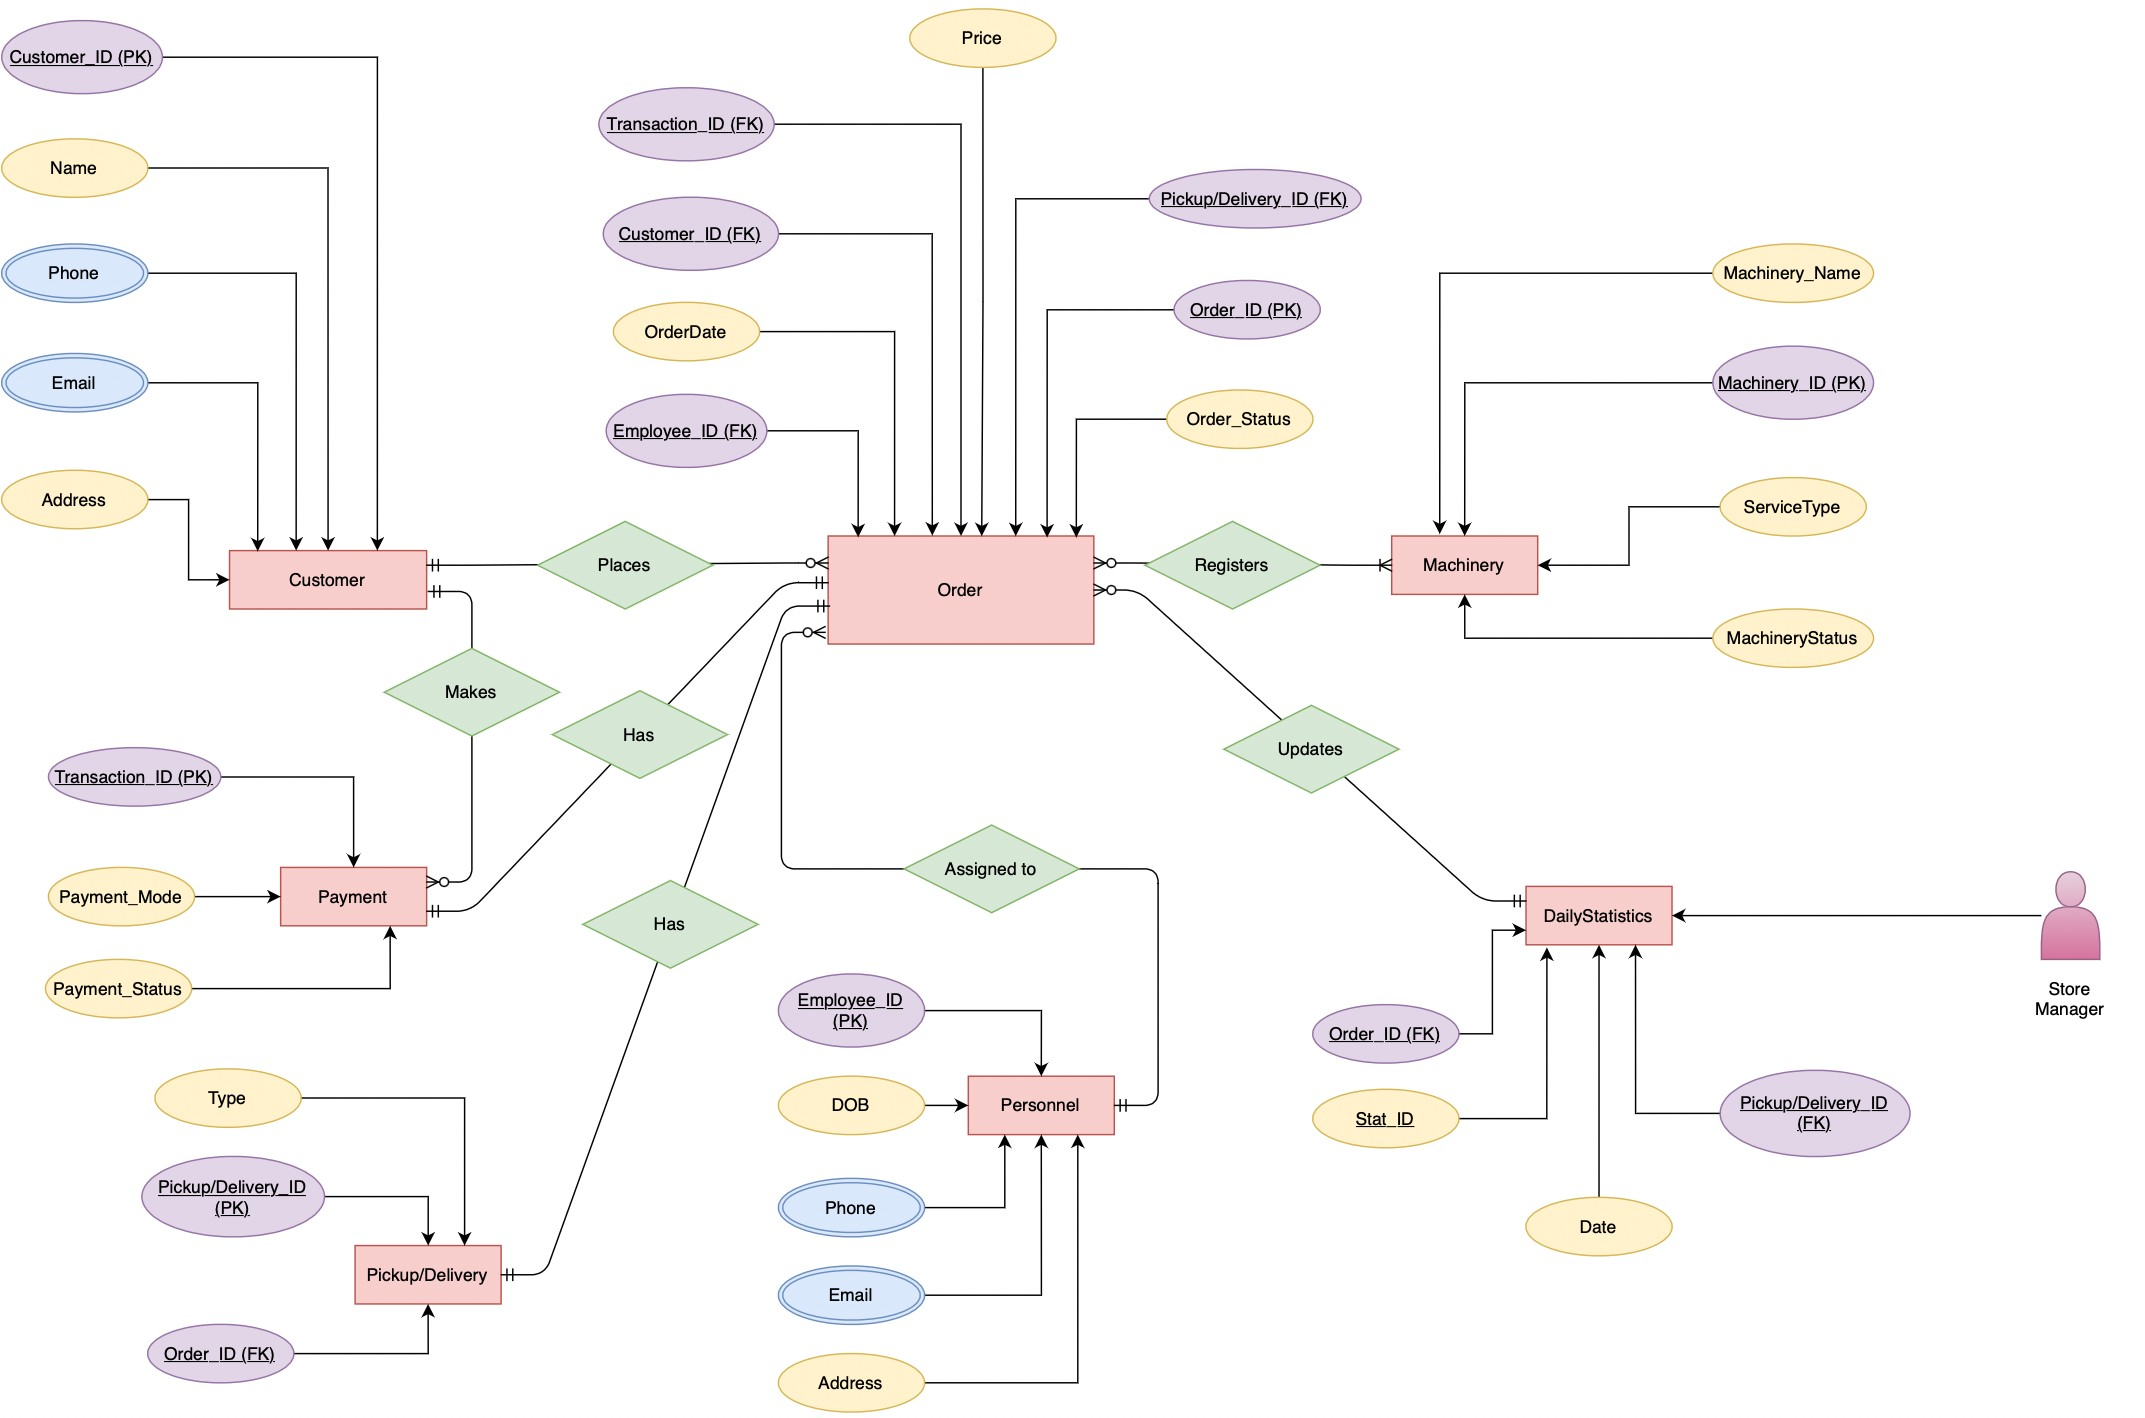 Price
Customer_ID (PK)
Transaction_ID (FK)
Name
Pickup/Delivery_ID (FK)
Customer_ID (FK)
Phone
Machinery_Name
Order_ID (PK)
OrderDate
Email
Machinery_ID (PK)
Order_Status
Employee_ID (FK)
Address
ServiceType
Customer
Places
Order
Registers
Machinery
MachineryStatus
Makes
Has
Updates
Transaction_ID (PK)
Assigned to
Payment_Mode
Payment
Has
DailyStatistics
Payment_Status
Store
Manager
Employee_ID
(PK)
Order_ID (FK)
Type
DOB
Personnel
Stat_ID
Pickup/Delivery_ID
(FK)
Pickup/Delivery_ID
(PK)
Phone
Date
Pickup/Delivery
Email
Order_ID (FK)
Address